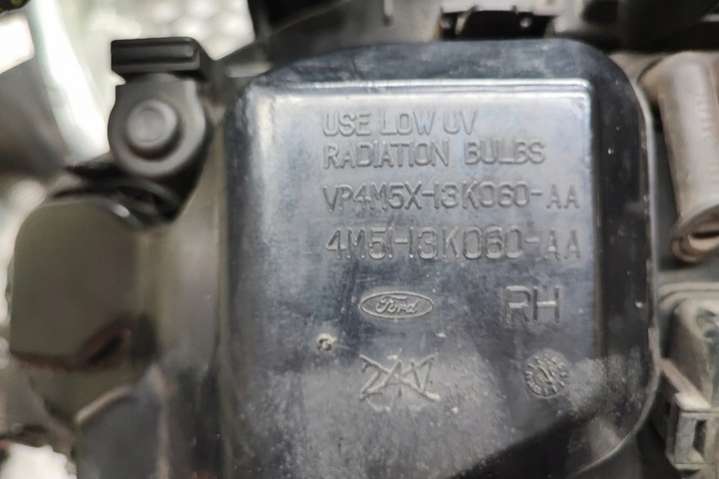 USE LOW UV
RADIATION BULBS
VP4M5X-13K060-AA
4M51-13K060-AA
Ford
RH